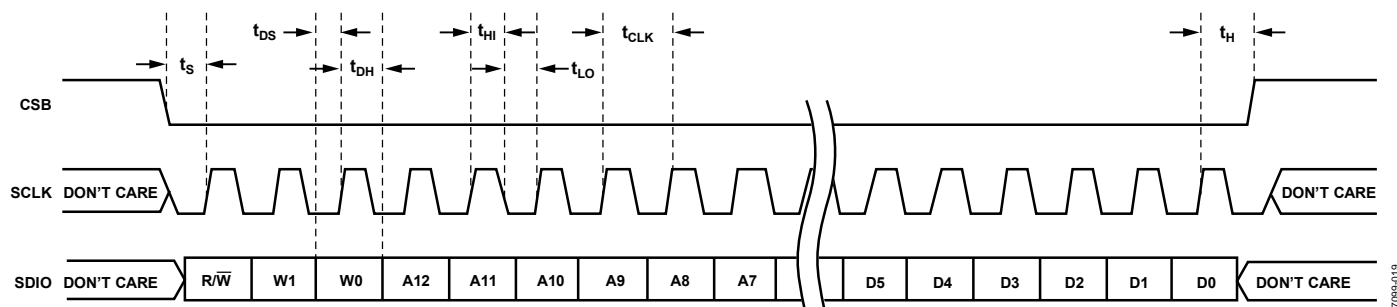 tDS
tHI
tCLK
tH
tS
tDH
tLO
CSB
SCLK DON'T CARE
DON'T CARE
SDIO DON'T CARE R/W̅ W1 W0 A12 A11 A10 A9 A8 A7 D5 D4 D3 D2 D1 D0 DON'T CARE